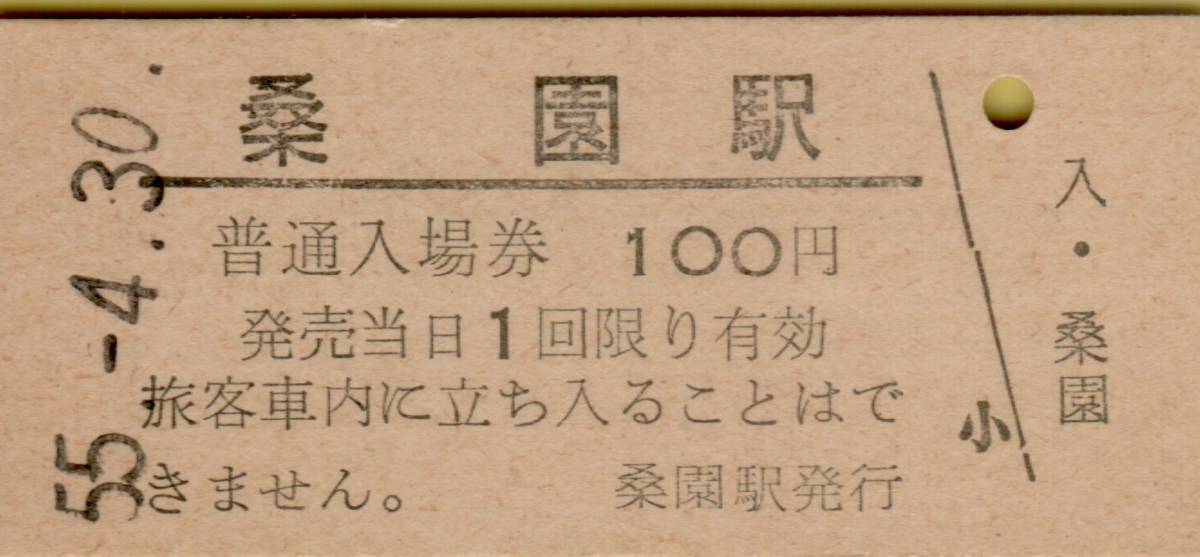 55.-4.30.
桑園駅
普通入場券 100円
発売当日1回限り有効
旅客車内に立ち入ることはで
きません。 桑園駅発行
小
入・桑園